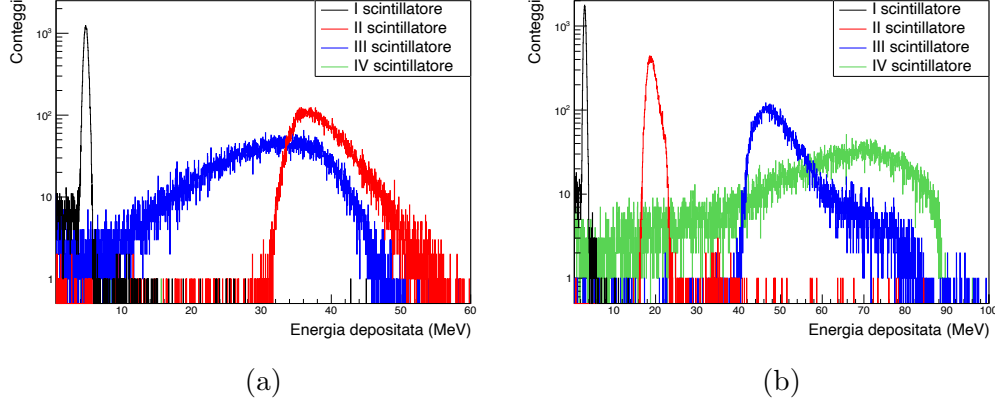 Conteggi
10³
10²
10
1
I scintillatore
II scintillatore
III scintillatore
IV scintillatore
10 20 30 40 50 60
Energia depositata (MeV)
(a)
Conteggi
10³
10²
10
1
I scintillatore
II scintillatore
III scintillatore
IV scintillatore
10 20 30 40 50 60 70 80 90 100
Energia depositata (MeV)
(b)